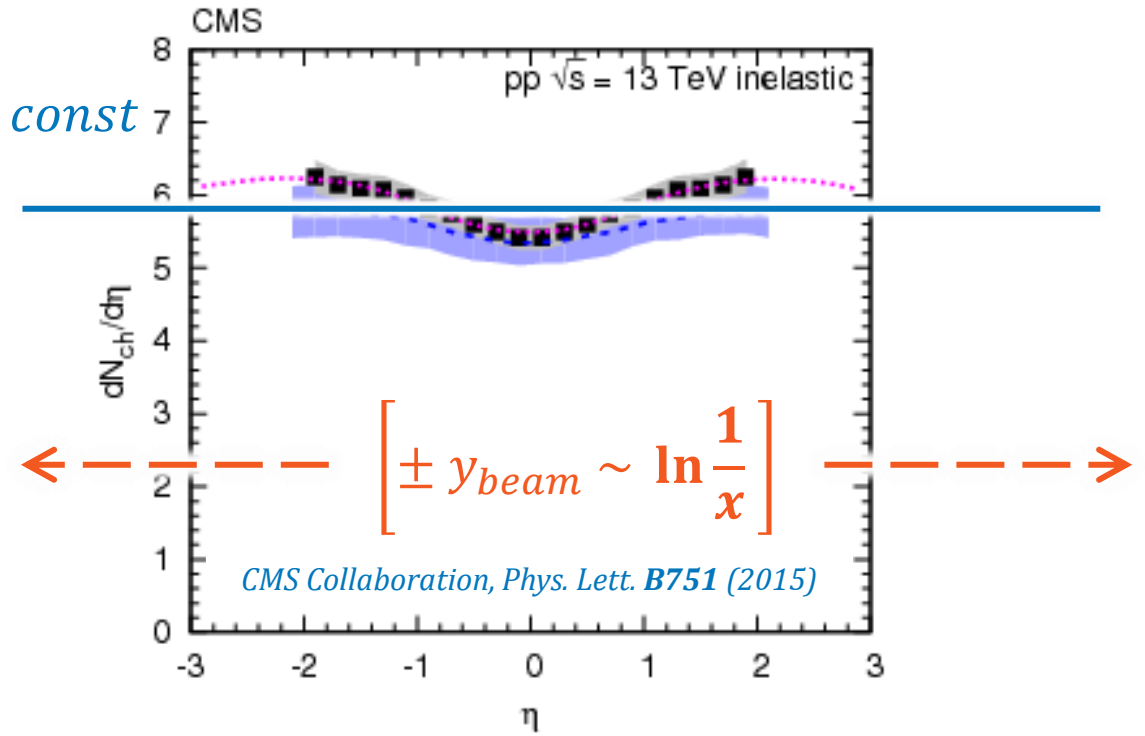 CMS
8
pp √s = 13 TeV inelastic
const
7
6
5
dN_ch/dη
4
3
[± y_beam ~ ln 1/x]
2
1
CMS Collaboration, Phys. Lett. B751 (2015)
0
-3 -2 -1 0 1 2 3
η